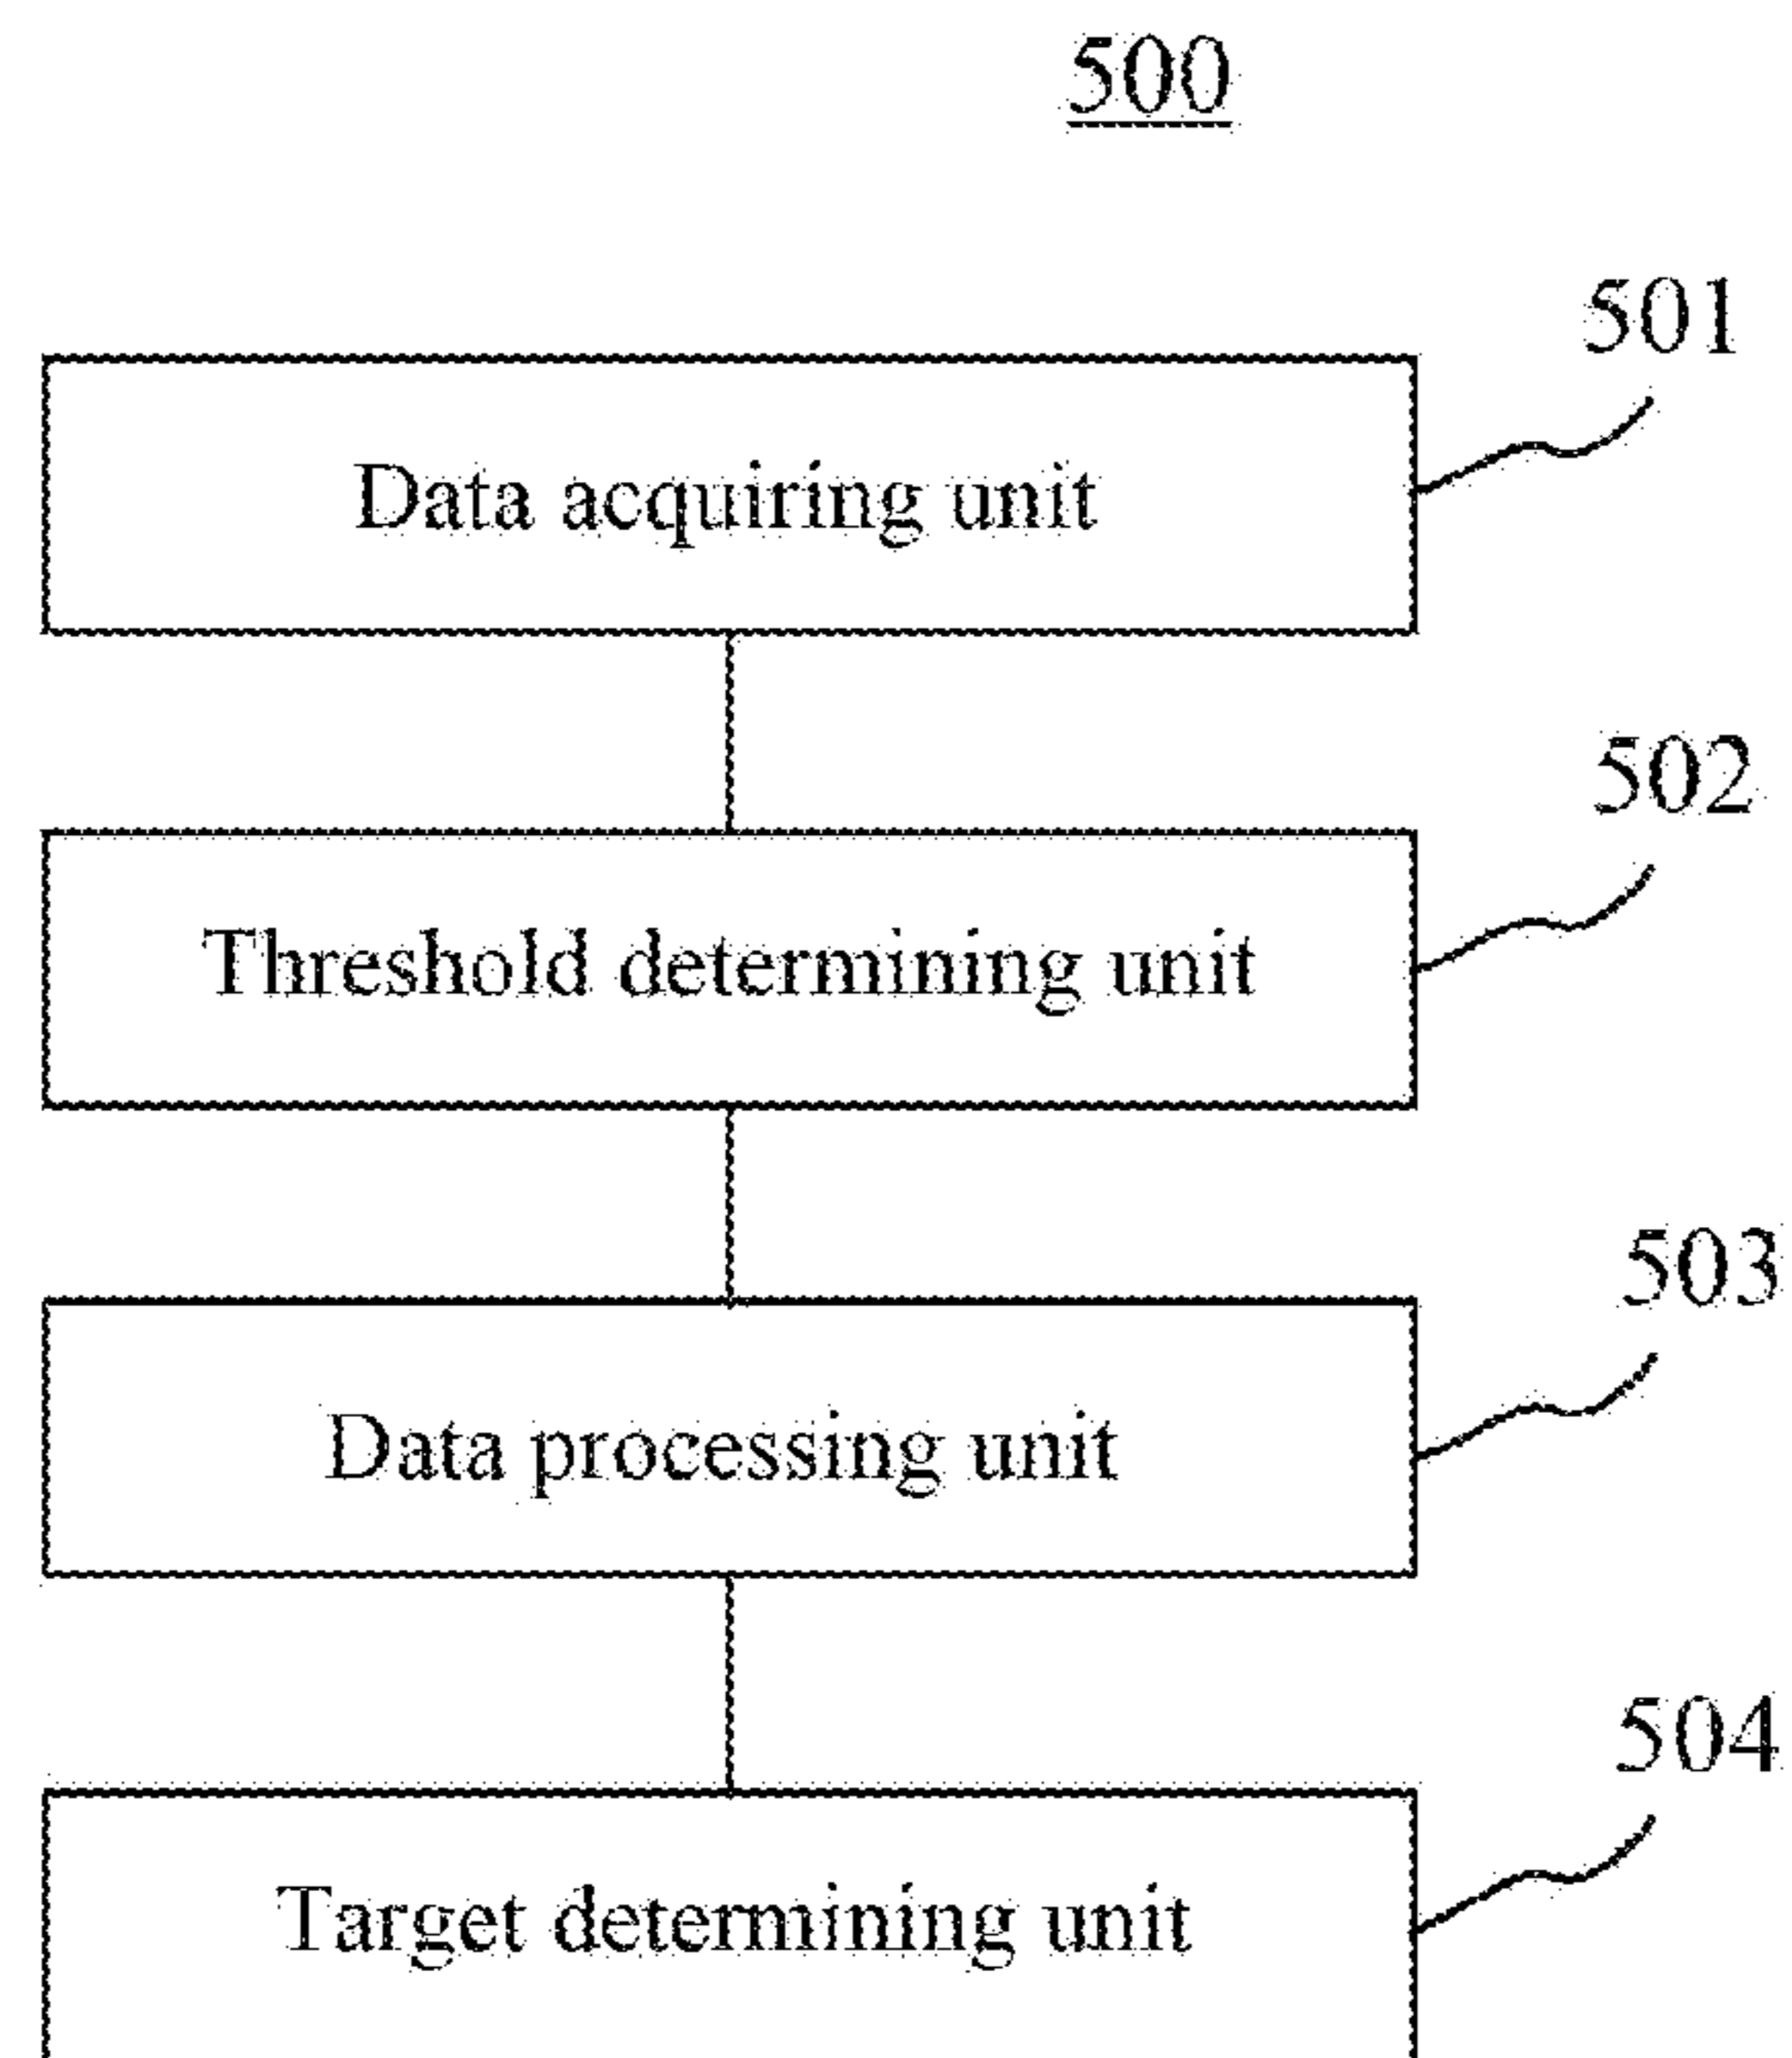 500
501
Data acquiring unit
502
Threshold determining unit
503
Data processing unit
504
Target determining unit